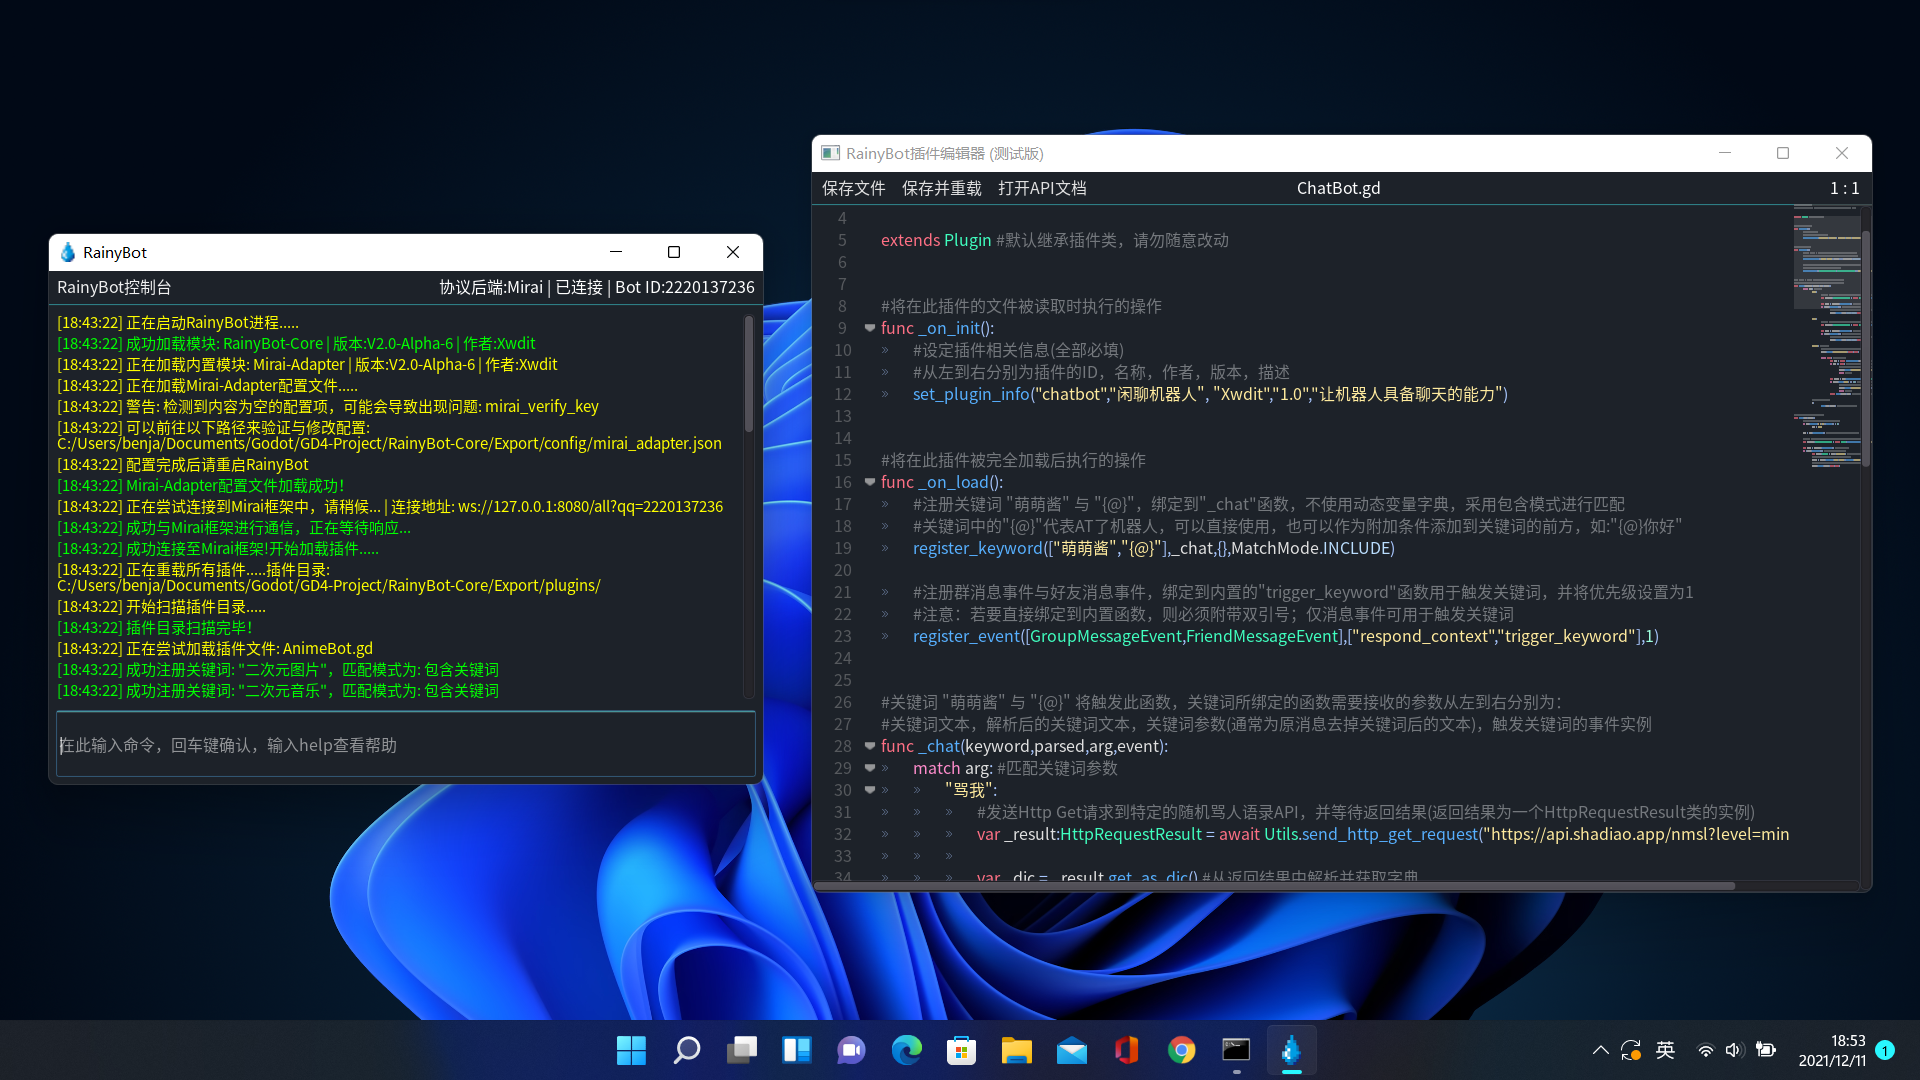 RainyBot
RainyBot控制台
协议后端:Mirai | 已连接 | Bot ID:2220137236
[18:43:22] 正在启动RainyBot进程.....
[18:43:22] 成功加载模块: RainyBot-Core | 版本:V2.0-Alpha-6 | 作者:Xwdit
[18:43:22] 正在加载内置模块: Mirai-Adapter | 版本:V2.0-Alpha-6 | 作者:Xwdit
[18:43:22] 正在加载Mirai-Adapter配置文件.....
[18:43:22] 警告: 检测到内容为空的配置项，可能会导致出现问题: mirai_verify_key
[18:43:22] 可以前往以下路径来验证与修改配置:
C:/Users/benja/Documents/Godot/GD4-Project/RainyBot-Core/Export/config/mirai_adapter.json
[18:43:22] 配置完成后请重启RainyBot
[18:43:22] Mirai-Adapter配置文件加载成功!
[18:43:22] 正在尝试连接到Mirai框架中，请稍候... | 连接地址: ws://127.0.0.1:8080/all?qq=2220137236
[18:43:22] 成功与Mirai框架进行通信，正在等待响应...
[18:43:22] 成功连接至Mirai框架!开始加载插件.....
[18:43:22] 正在重载所有插件.....插件目录:
C:/Users/benja/Documents/Godot/GD4-Project/RainyBot-Core/Export/plugins/
[18:43:22] 开始扫描插件目录.....
[18:43:22] 插件目录扫描完毕!
[18:43:22] 正在尝试加载插件文件: AnimeBot.gd
[18:43:22] 成功注册关键词: "二次元图片"，匹配模式为: 包含关键词
[18:43:22] 成功注册关键词: "二次元音乐"，匹配模式为: 包含关键词
在此输入命令，回车键确认，输入help查看帮助
RainyBot插件编辑器 (测试版)
保存文件 保存并重载 打开API文档 ChatBot.gd 1 : 1
4
5 extends Plugin #默认继承插件类，请勿随意改动
6
7
8 #将在此插件的文件被读取时执行的操作
9 func _on_init():
10 » #设定插件相关信息(全部必填)
11 » #从左到右分别为插件的ID，名称，作者，版本，描述
12 » set_plugin_info("chatbot","闲聊机器人", "Xwdit","1.0","让机器人具备聊天的能力")
13
14
15 #将在此插件被完全加载后执行的操作
16 func _on_load():
17 » #注册关键词 "萌萌酱" 与 "{@}"，绑定到"_chat"函数，不使用动态变量字典，采用包含模式进行匹配
18 » #关键词中的"{@}"代表AT了机器人，可以直接使用，也可以作为附加条件添加到关键词的前方，如:"{@}你好"
19 » register_keyword(["萌萌酱","{@}"],_chat,{},MatchMode.INCLUDE)
20
21 » #注册群消息事件与好友消息事件，绑定到内置的"trigger_keyword"函数用于触发关键词，并将优先级设置为1
22 » #注意：若要直接绑定到内置函数，则必须附带双引号；仅消息事件可用于触发关键词
23 » register_event([GroupMessageEvent,FriendMessageEvent],["respond_context","trigger_keyword"],1)
24
25
26 #关键词 "萌萌酱" 与 "{@}" 将触发此函数，关键词所绑定的函数需要接收的参数从左到右分别为：
27 #关键词文本，解析后的关键词文本，关键词参数(通常为原消息去掉关键词后的文本)，触发关键词的事件实例
28 func _chat(keyword,parsed,arg,event):
29 » match arg: #匹配关键词参数
30 » » "骂我":
31 » » » #发送Http Get请求到特定的随机骂人语录API，并等待返回结果(返回结果为一个HttpRequestResult类的实例)
32 » » » var _result:HttpRequestResult = await Utils.send_http_get_request("https://api.shadiao.app/nmsl?level=min
33 » » »
34 » » » var _dic = _result.get_as_dic() #从返回结果中解析并获取字典
英
18:53
2021/12/11
1